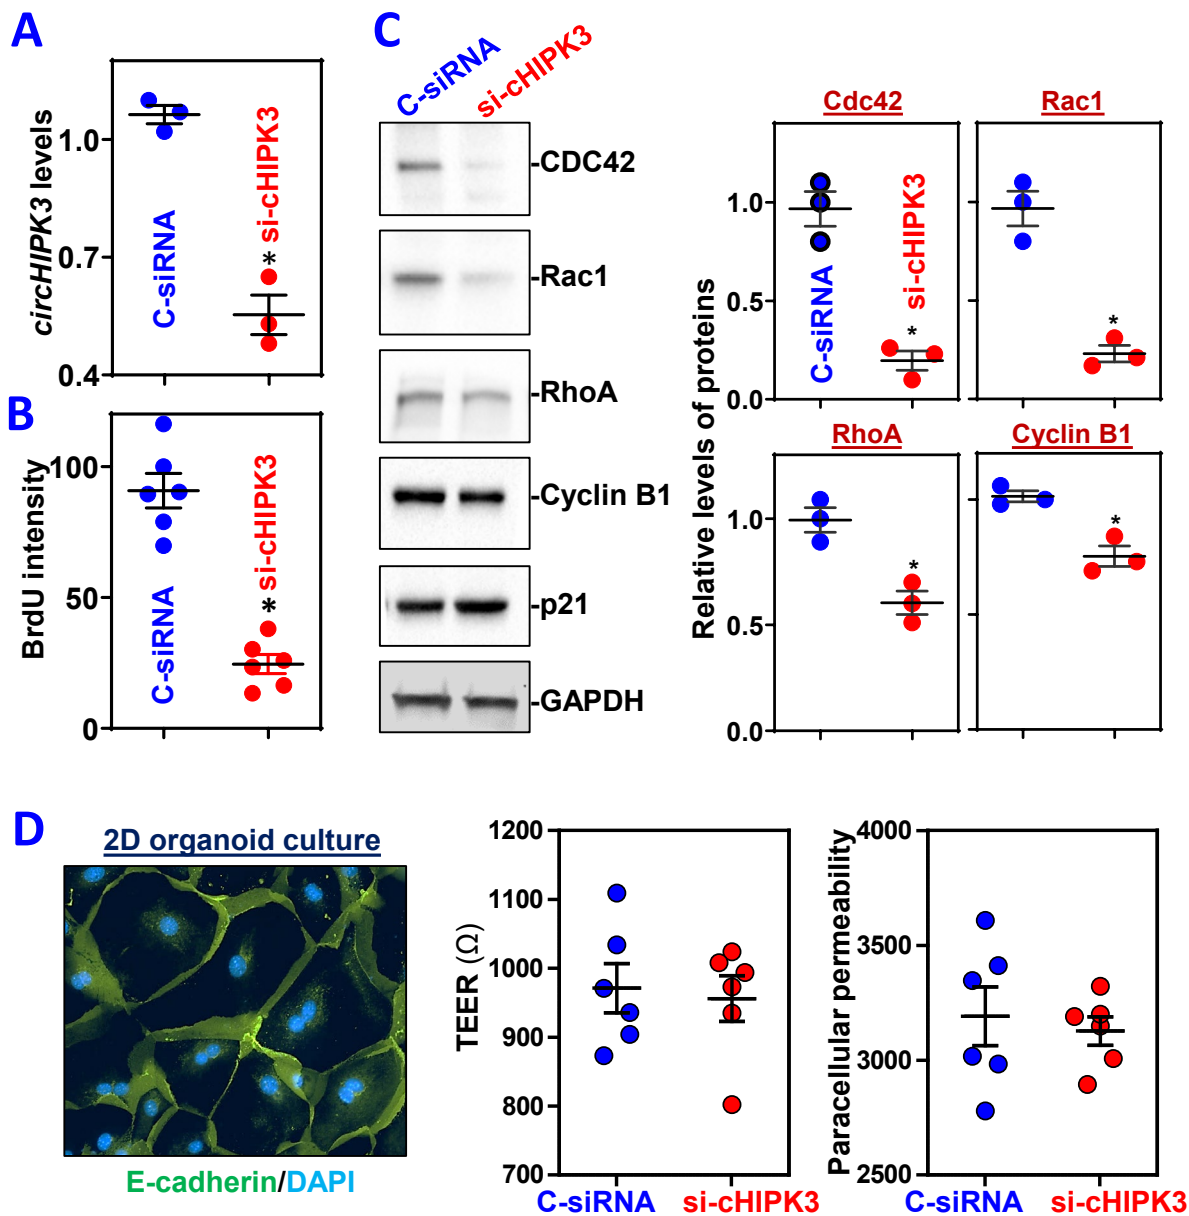 A
circHIPK3 levels
1.0
0.7
0.4
C-siRNA
* si-cHIPK3
B
BrdU intensity
100
50
0
C-siRNA
* si-cHIPK3
C
C-siRNA
si-cHIPK3
-CDC42
-Rac1
-RhoA
-Cyclin B1
-p21
-GAPDH
Relative levels of proteins
Cdc42
1.0
0.5
0.0
C-siRNA
si-cHIPK3
*
Rac1
*
RhoA
1.0
0.5
0.0
*
Cyclin B1
*
D
2D organoid culture
E-cadherin/DAPI
TEER (Ω)
1200
1100
1000
900
800
700
C-siRNA
si-cHIPK3
Paracellular permeability
4000
3500
3000
2500
C-siRNA
si-cHIPK3